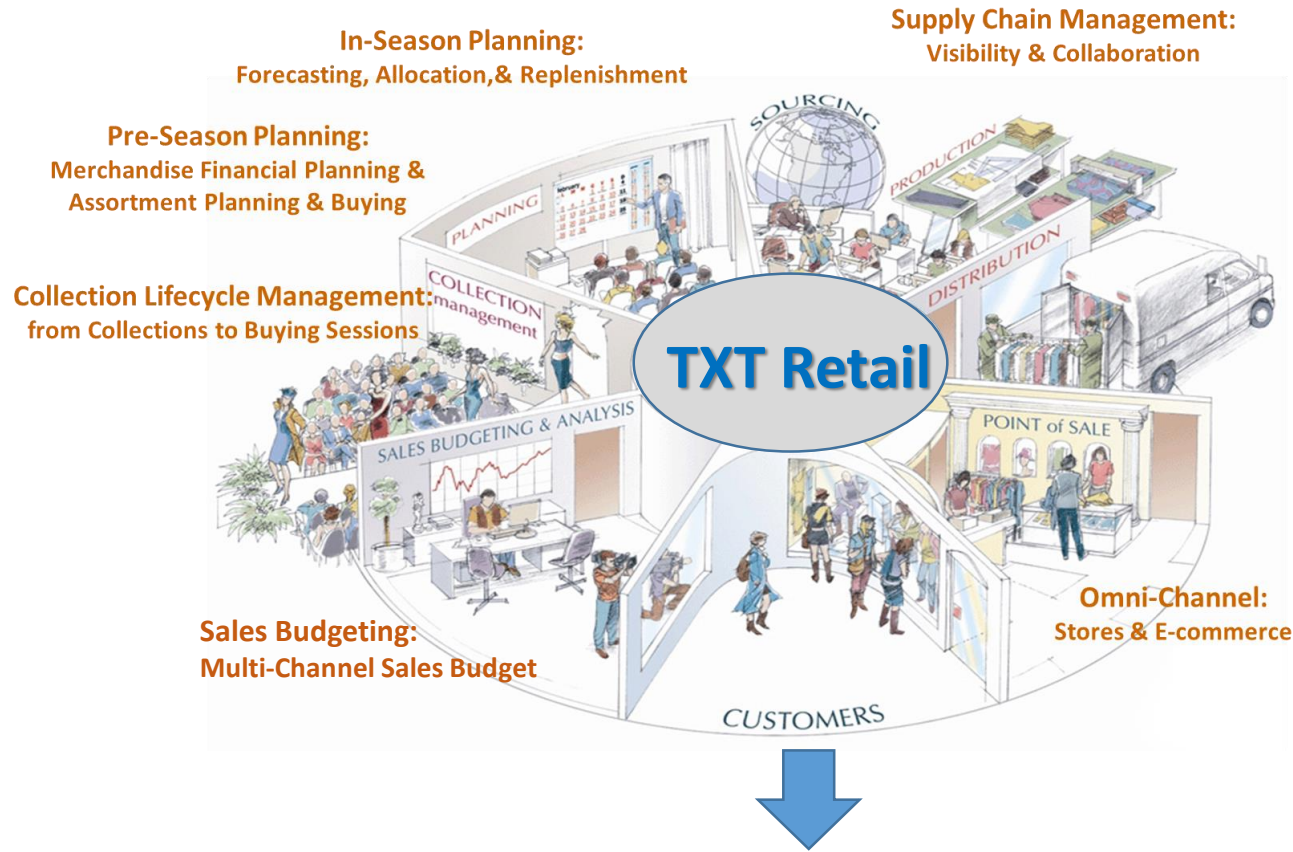 Supply Chain Management:
Visibility & Collaboration
In-Season Planning:
Forecasting, Allocation,& Replenishment
Pre-Season Planning:
Merchandise Financial Planning &
Assortment Planning & Buying
Collection Lifecycle Management:
from Collections to Buying Sessions
SOURCING
PRODUCTION
PLANNING
February
COLLECTION
management
DISTRIBUTION
TXT Retail
SALES BUDGETING & ANALYSIS
POINT of SALE
Omni-Channel:
Stores & E-commerce
Sales Budgeting:
Multi-Channel Sales Budget
CUSTOMERS